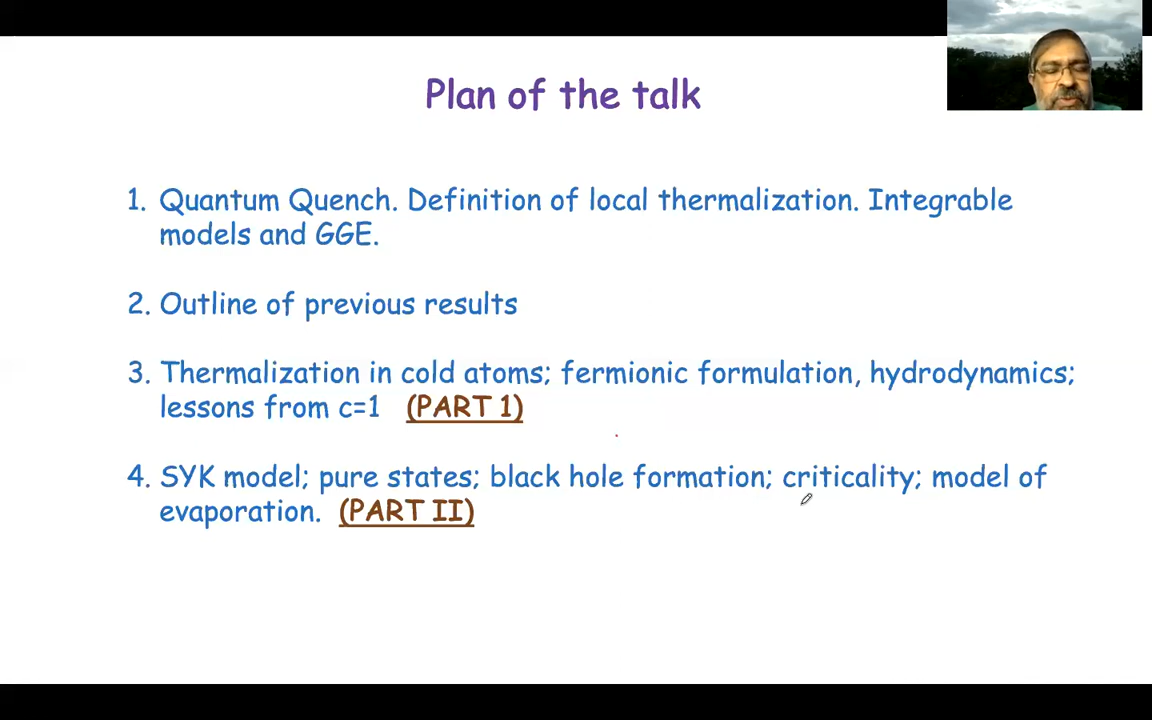 Plan of the talk
1. Quantum Quench. Definition of local thermalization. Integrable
models and GGE.
2. Outline of previous results
3. Thermalization in cold atoms; fermionic formulation, hydrodynamics;
lessons from c=1 (PART 1)
4. SYK model; pure states; black hole formation; criticality; model of
evaporation. (PART II)